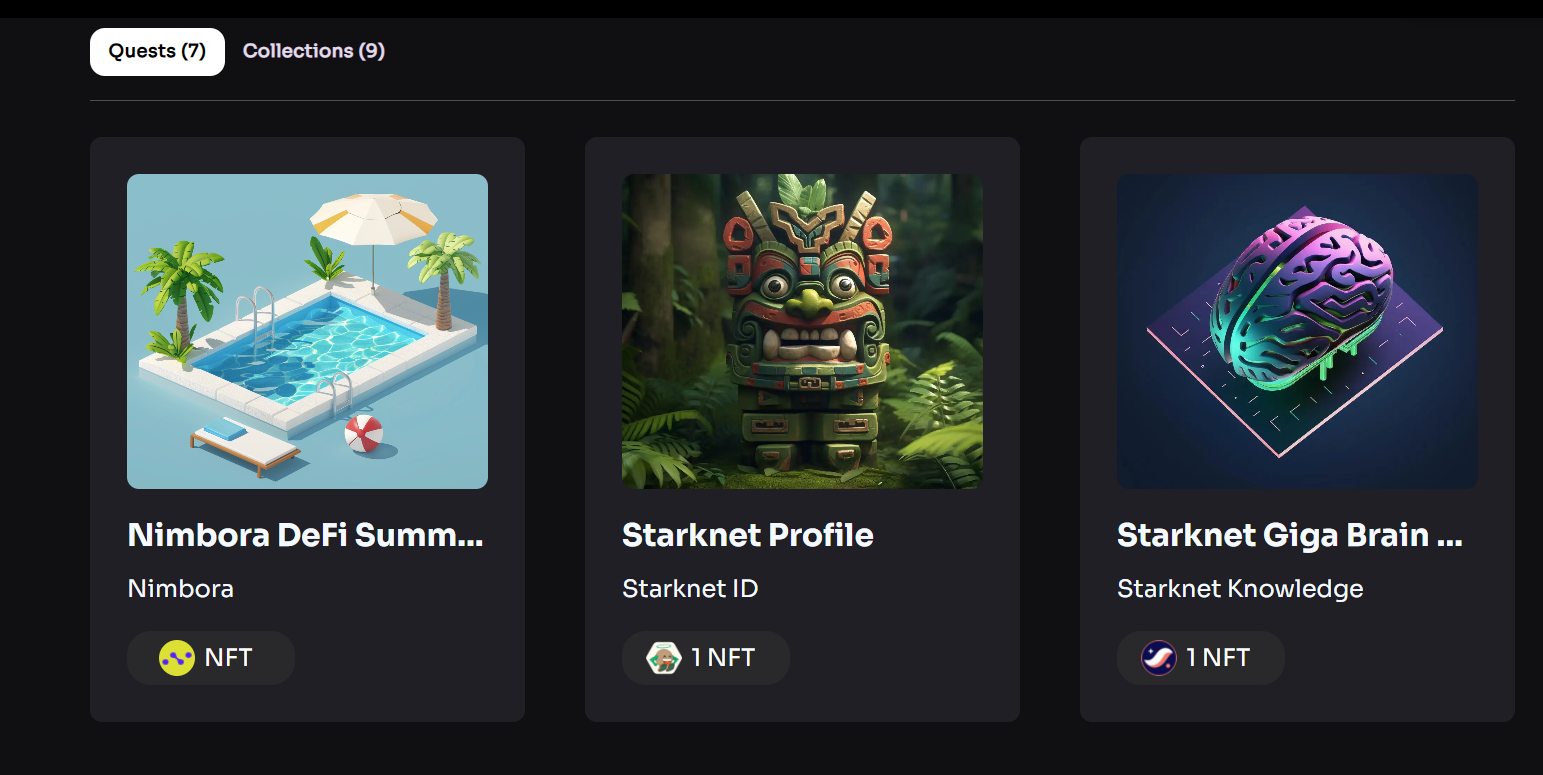 Quests (7)
Collections (9)
Nimbora DeFi Summ...
Nimbora
NFT
Starknet Profile
Starknet ID
1 NFT
Starknet Giga Brain ...
Starknet Knowledge
1 NFT